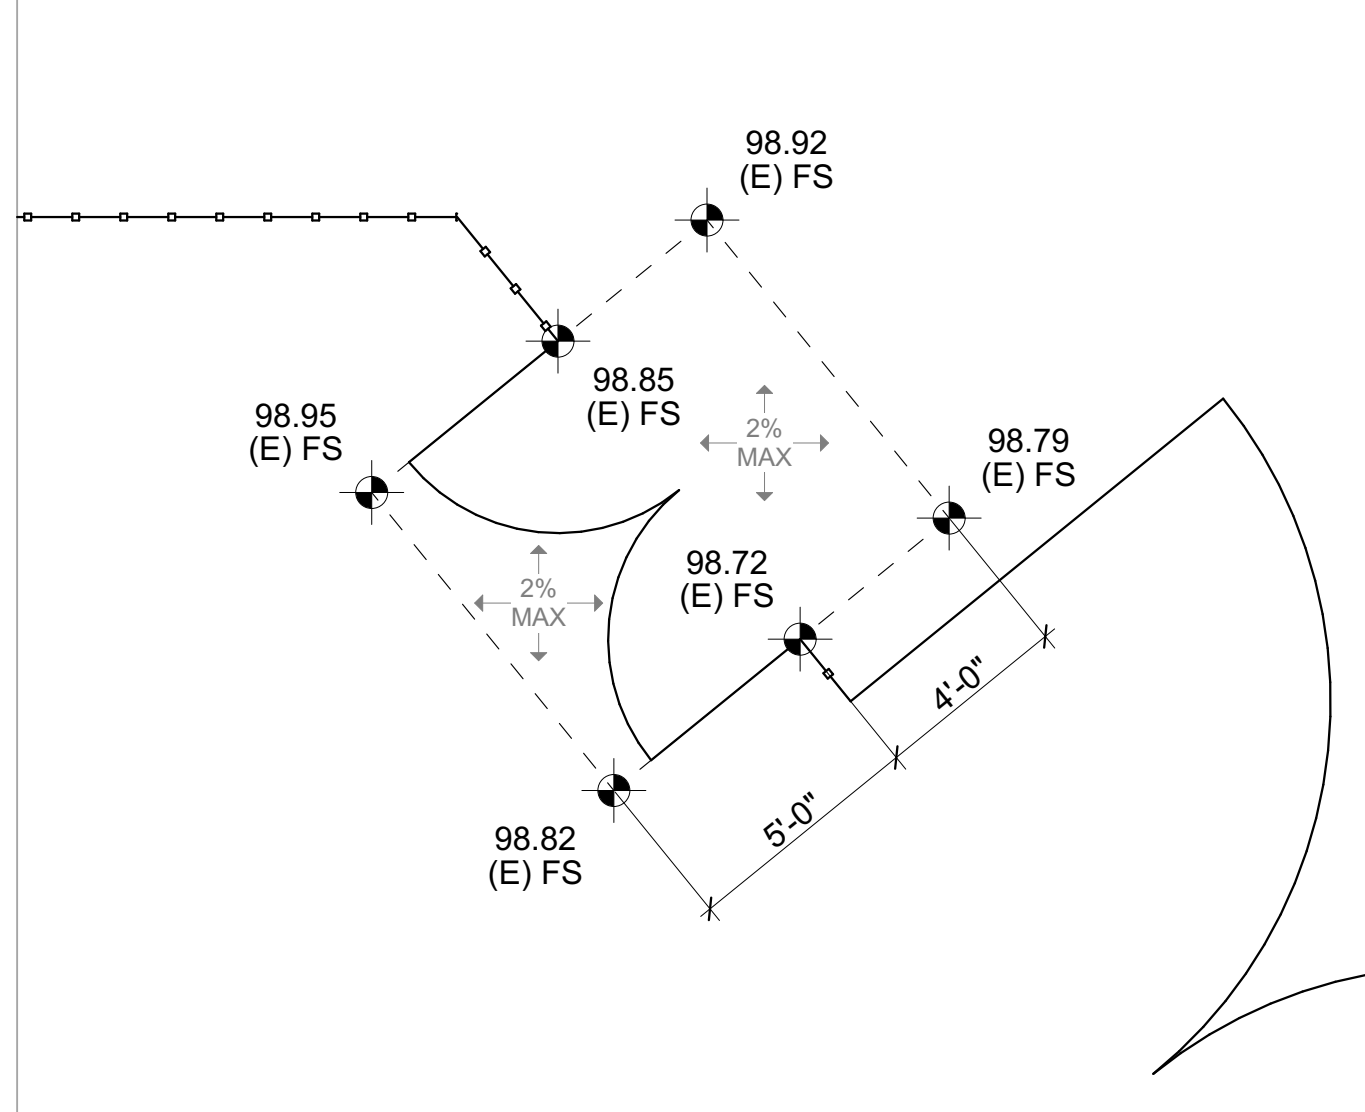 98.92
(E) FS
98.85
(E) FS
98.95
(E) FS
2%
MAX
98.79
(E) FS
98.72
(E) FS
2%
MAX
4'-0"
5'-0"
98.82
(E) FS